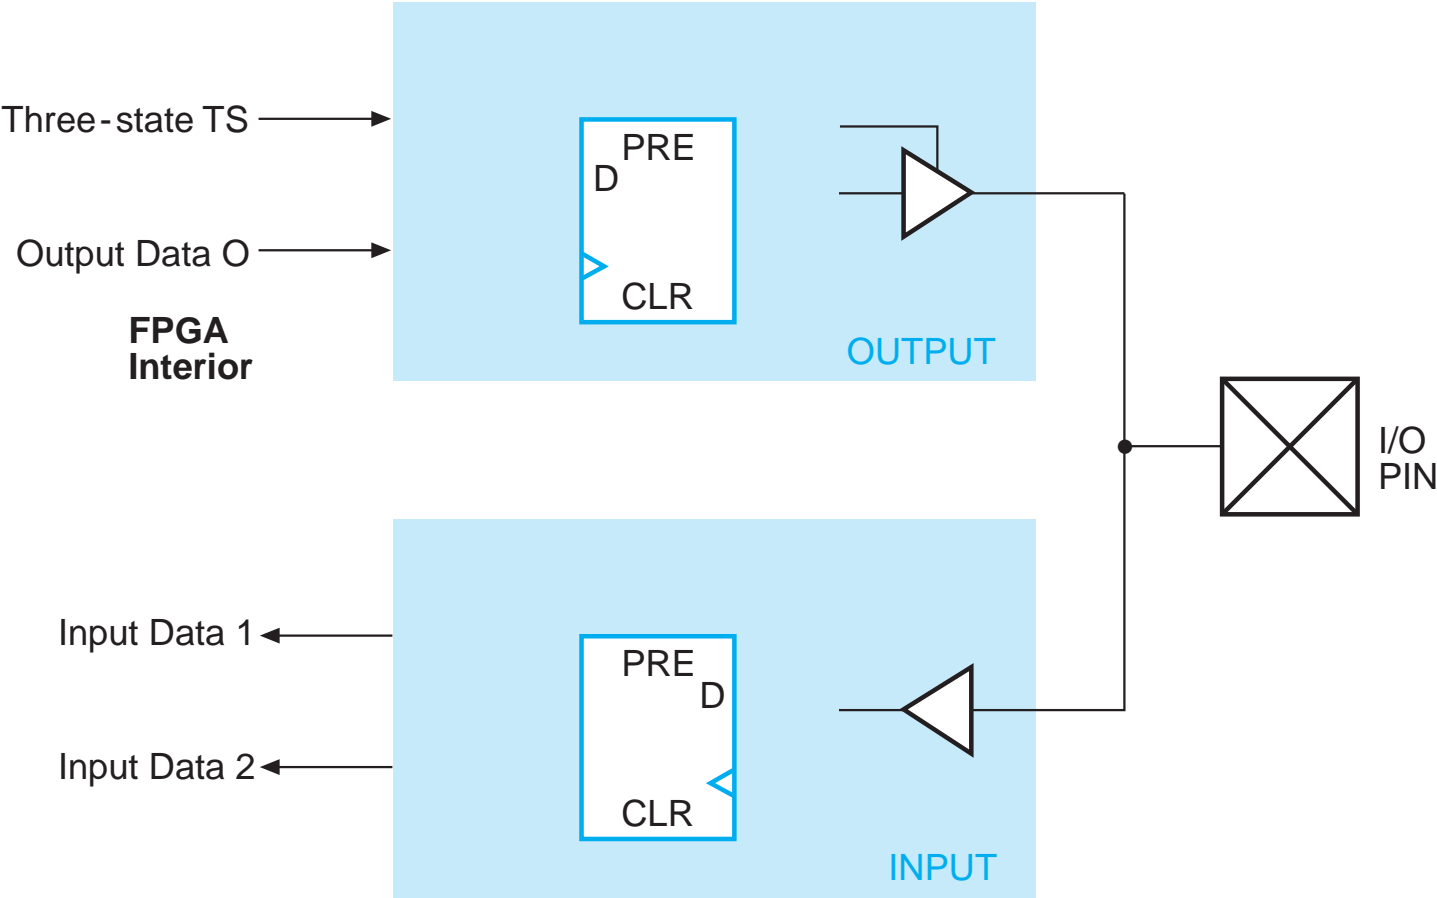 Three-state TS
PRE
D
Output Data O
CLR
FPGA
Interior
OUTPUT
I/O
PIN
Input Data 1
PRE
D
Input Data 2
CLR
INPUT